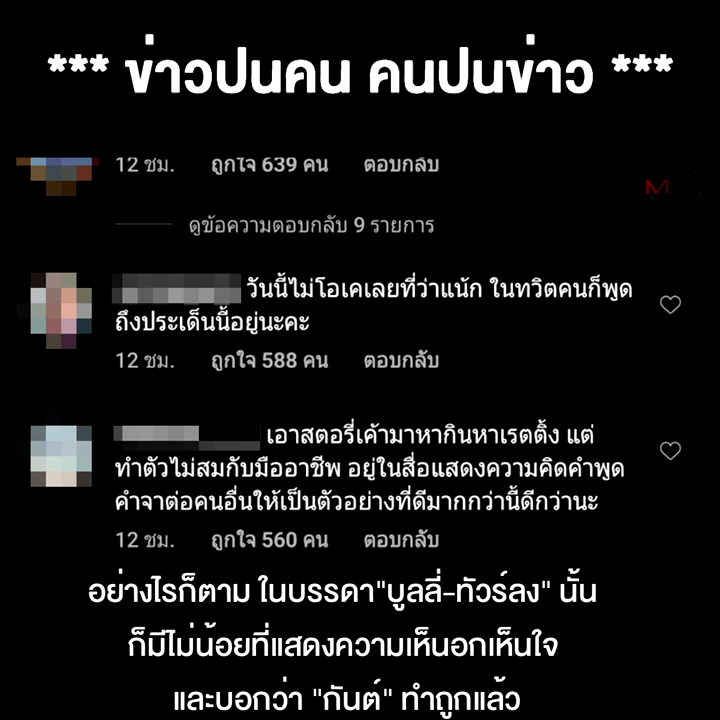 *** ข่าวปนคน คนปนข่าว ***
12 ชม. ถูกใจ 639 คน ตอบกลับ
M
ดูข้อความตอบกลับ 9 รายการ
วันนี้ไม่โอเคเลยที่ว่าแน้ก ในทวิตคนก็พูด
ถึงประเด็นนี้อยู่นะคะ
12 ชม. ถูกใจ 588 คน ตอบกลับ
เอาสตอรี่เค้ามาหากินหาเรตติ้ง แต่
ทำตัวไม่สมกับมืออาชีพ อยู่ในสื่อแสดงความคิดคำพูด
คำจาต่อคนอื่นให้เป็นตัวอย่างที่ดีมากกว่านี้ดีกว่านะ
12 ชม. ถูกใจ 560 คน ตอบกลับ
อย่างไรก็ตาม ในบรรดา"บูลลี่-ทัวร์ลง" นั้น
ก็มีไม่น้อยที่แสดงความเห็นอกเห็นใจ
และบอกว่า "กันต์" ทำถูกแล้ว